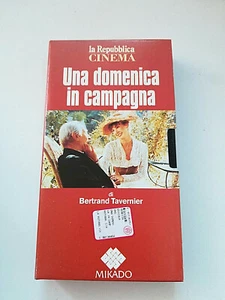 la Repubblica
CINEMA
Una domenica
in campagna
di
Bertrand Tavernier
MIKADO